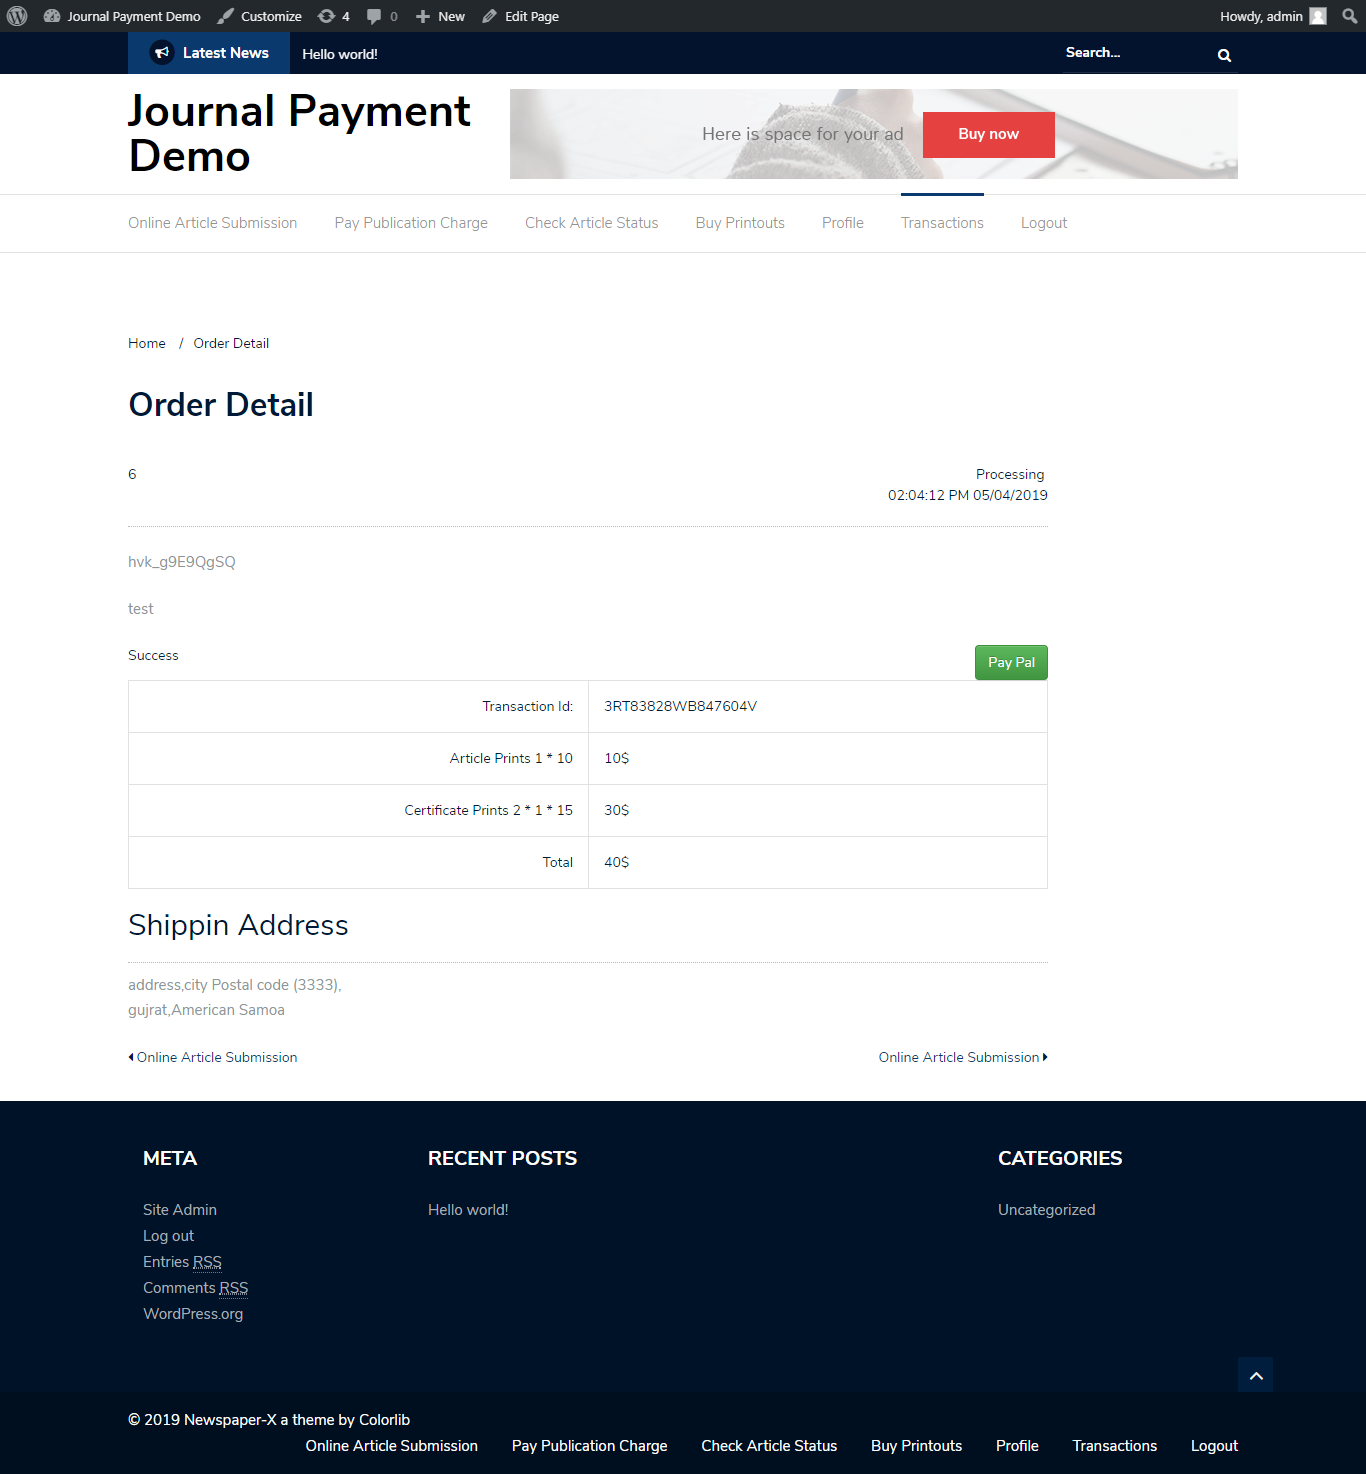 Journal Payment Demo Customize 4 0 New Edit Page Howdy, admin
Latest News Hello world! Search...
Journal Payment
Demo
Here is space for your ad Buy now
Online Article Submission Pay Publication Charge Check Article Status Buy Printouts Profile Transactions Logout
Home / Order Detail
Order Detail
6 Processing
02:04:12 PM 05/04/2019
hvk_g9E9QgSQ
test
Success Pay Pal
Transaction Id: 3RT83828WB847604V
Article Prints 1 * 10 10$
Certificate Prints 2 * 1 * 15 30$
Total 40$
Shippin Address
address,city Postal code (3333),
gujrat,American Samoa
Online Article Submission Online Article Submission
META RECENT POSTS CATEGORIES
Site Admin Hello world! Uncategorized
Log out
Entries RSS
Comments RSS
WordPress.org
© 2019 Newspaper-X a theme by Colorlib
Online Article Submission Pay Publication Charge Check Article Status Buy Printouts Profile Transactions Logout